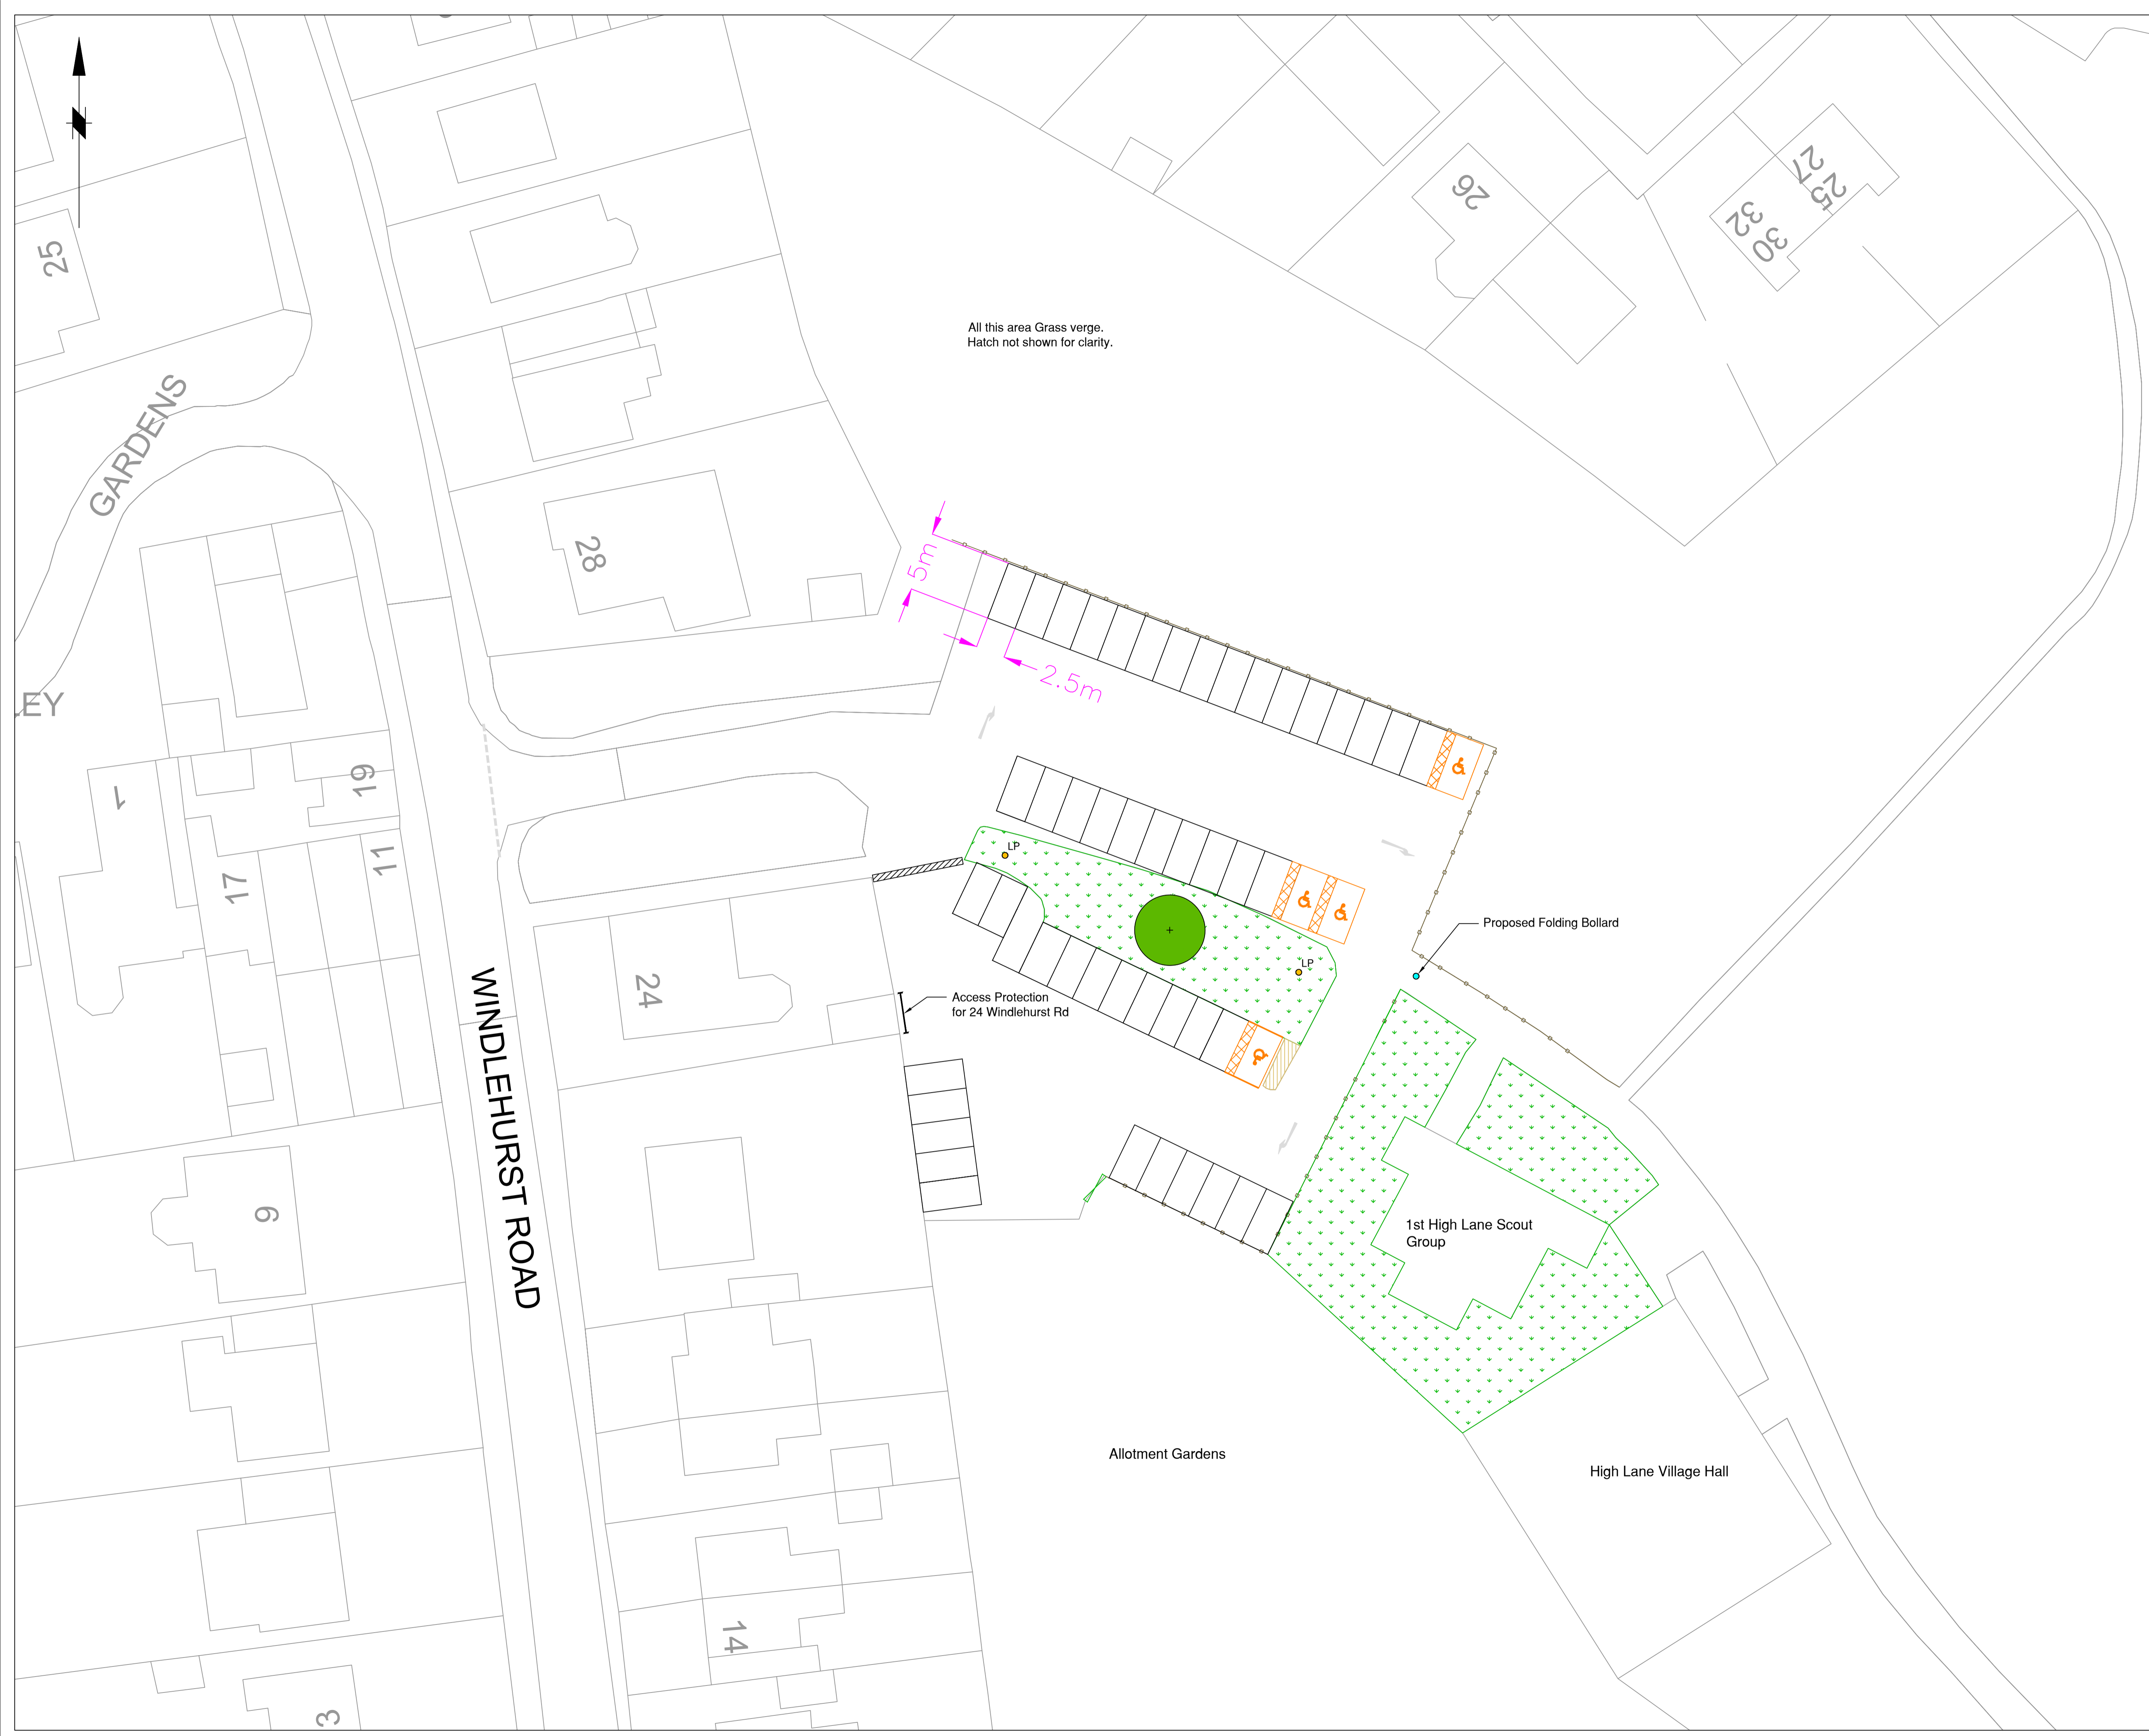 25
GARDENS
LEY
28
26
27
25
32
30
All this area Grass verge.
Hatch not shown for clarity.
5m
2.5m
1
19
17
11
LP
LP
Proposed Folding Bollard
24
Access Protection
for 24 Windlehurst Rd
WINDLEHURST ROAD
9
1st High Lane Scout
Group
Allotment Gardens
High Lane Village Hall
14
3